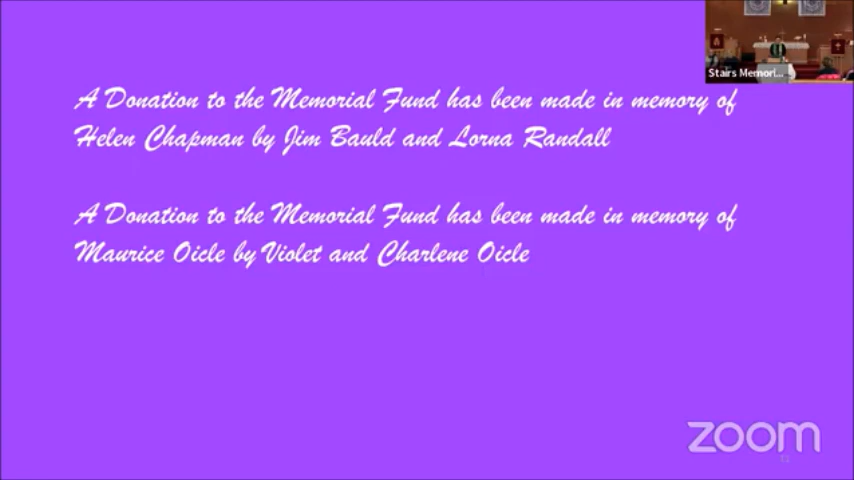 Stairs Memori...
A Donation to the Memorial Fund has been made in memory of
Helen Chapman by Jim Bauld and Lorna Randall
A Donation to the Memorial Fund has been made in memory of
Maurice Oicle by Violet and Charlene Oicle
zoom